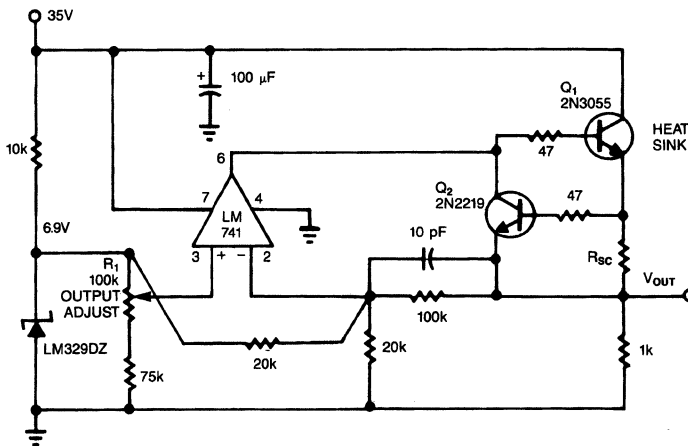 35V
+ 100 μF
Q1
2N3055
HEAT
SINK
10k
47
6
Q2
2N2219
7
4
47
LM
741
6.9V
10 pF
RSC
3 + − 2
R1
100k
OUTPUT
ADJUST
VOUT
100k
LM329DZ
20k
20k
1k
75k